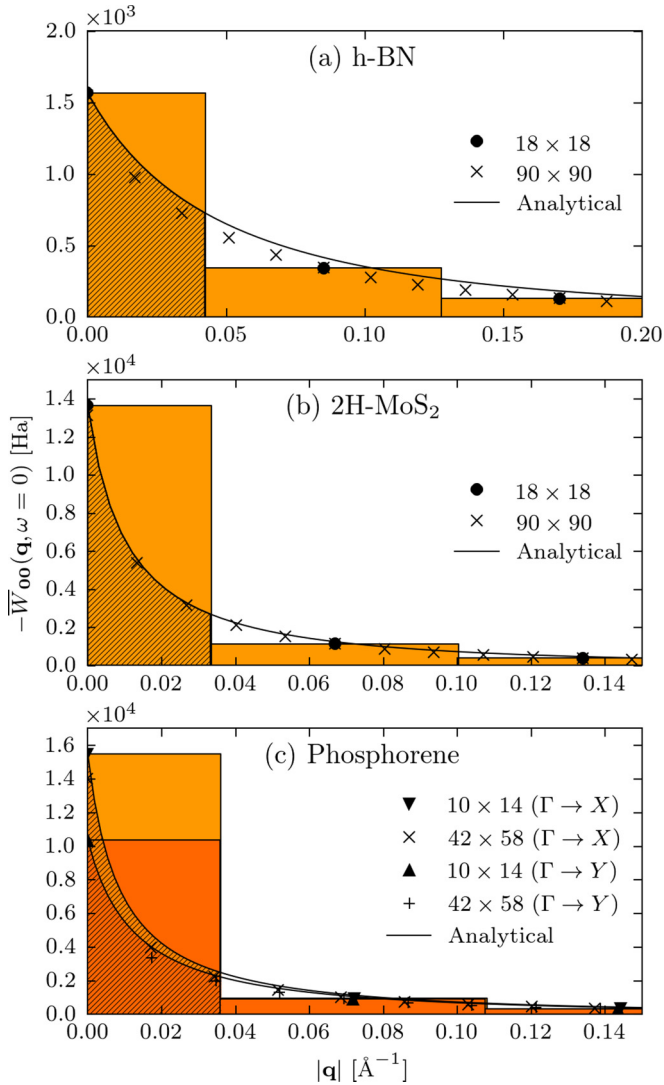 ×10³
2.0
(a) h-BN
1.5
18 × 18
90 × 90
1.0
Analytical
0.5
0.0
0.00 0.05 0.10 0.15 0.20
×10⁴
1.4
(b) 2H-MoS₂
1.2
1.0
18 × 18
0.8
90 × 90
0.6
Analytical
0.4
0.2
0.0
0.00 0.02 0.04 0.06 0.08 0.10 0.12 0.14
−W̅₀₀(q, ω = 0) [Ha]
×10⁴
1.6
(c) Phosphorene
1.4
10 × 14 (Γ → X)
1.2
42 × 58 (Γ → X)
1.0
10 × 14 (Γ → Y)
0.8
42 × 58 (Γ → Y)
0.6
Analytical
0.4
0.2
0.0
0.00 0.02 0.04 0.06 0.08 0.10 0.12 0.14
|q| [Å⁻¹]